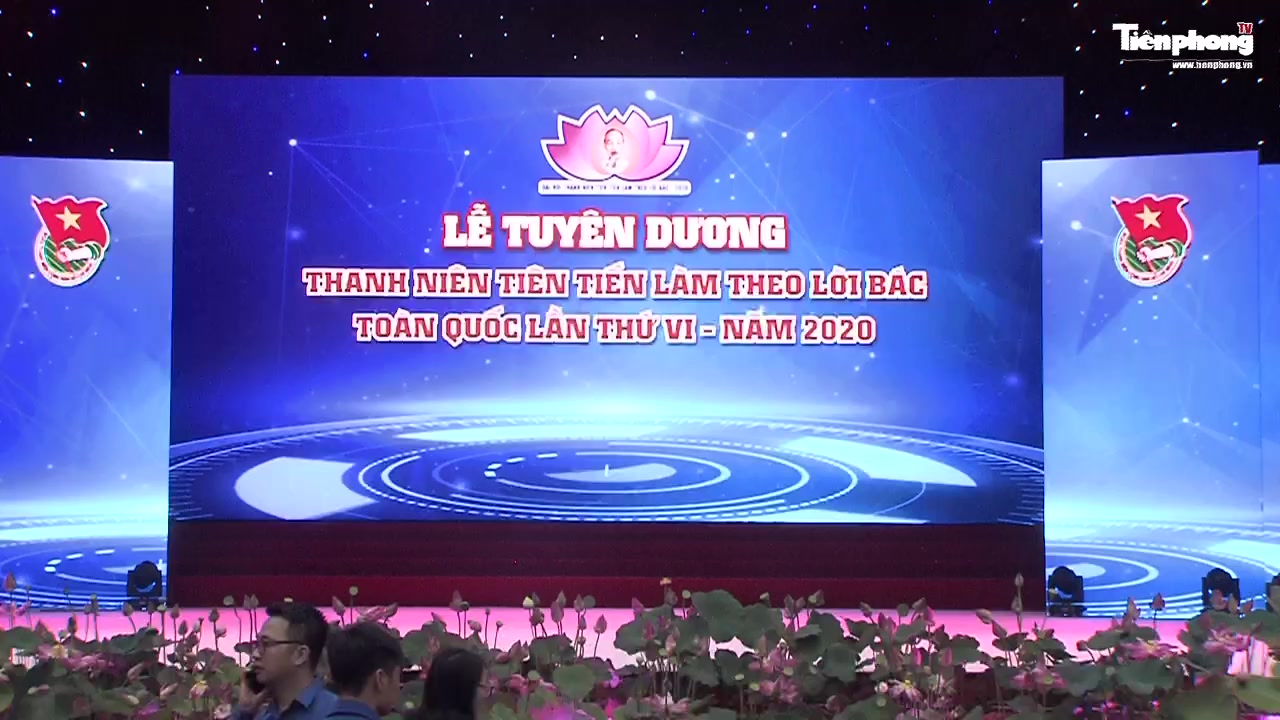 Tiền phong TV
www.tienphong.vn
LỄ TUYÊN DƯƠNG
THANH NIÊN TIÊN TIẾN LÀM THEO LỜI BÁC
TOÀN QUỐC LẦN THỨ VI - NĂM 2020